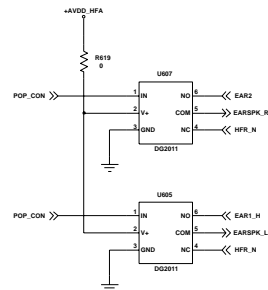 +AVDD_HFA
R619
0
U607
POP_CON
1 IN NO 6 EAR2
2 V+ COM 5 EARSPK_R
3 GND NC 4 HFR_N
DG2011
U605
POP_CON
1 IN NO 6 EAR1_H
2 V+ COM 5 EARSPK_L
3 GND NC 4 HFR_N
DG2011